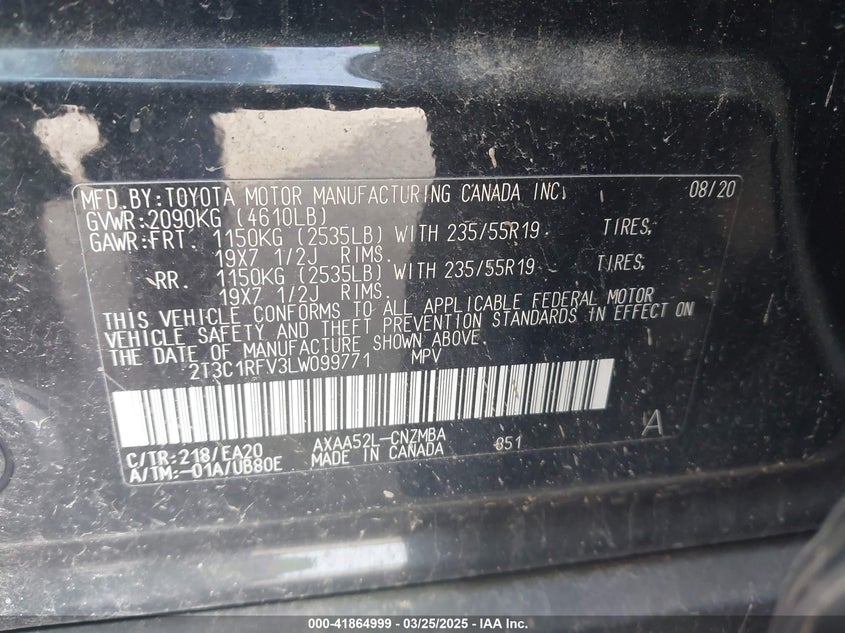 MFD. BY: TOYOTA MOTOR MANUFACTURING CANADA INC. 08/20
GVWR: 2090KG (4610LB)
GAWR: FRT. 1150KG (2535LB) WITH 235/55R19 TIRES,
19X7 1/2J RIMS.
RR. 1150KG (2535LB) WITH 235/55R19 TIRES,
19X7 1/2J RIMS.
THIS VEHICLE CONFORMS TO ALL APPLICABLE FEDERAL MOTOR
VEHICLE SAFETY AND THEFT PREVENTION STANDARDS IN EFFECT ON
THE DATE OF MANUFACTURE SHOWN ABOVE.
2T3C1RFV3LW099771 MPV
C/TR: 218/EA20 AXAA52L-CNZMBA 851 A
A/TM: -01A/UB80E MADE IN CANADA
000-41864999 — 03/25/2025 — IAA Inc.